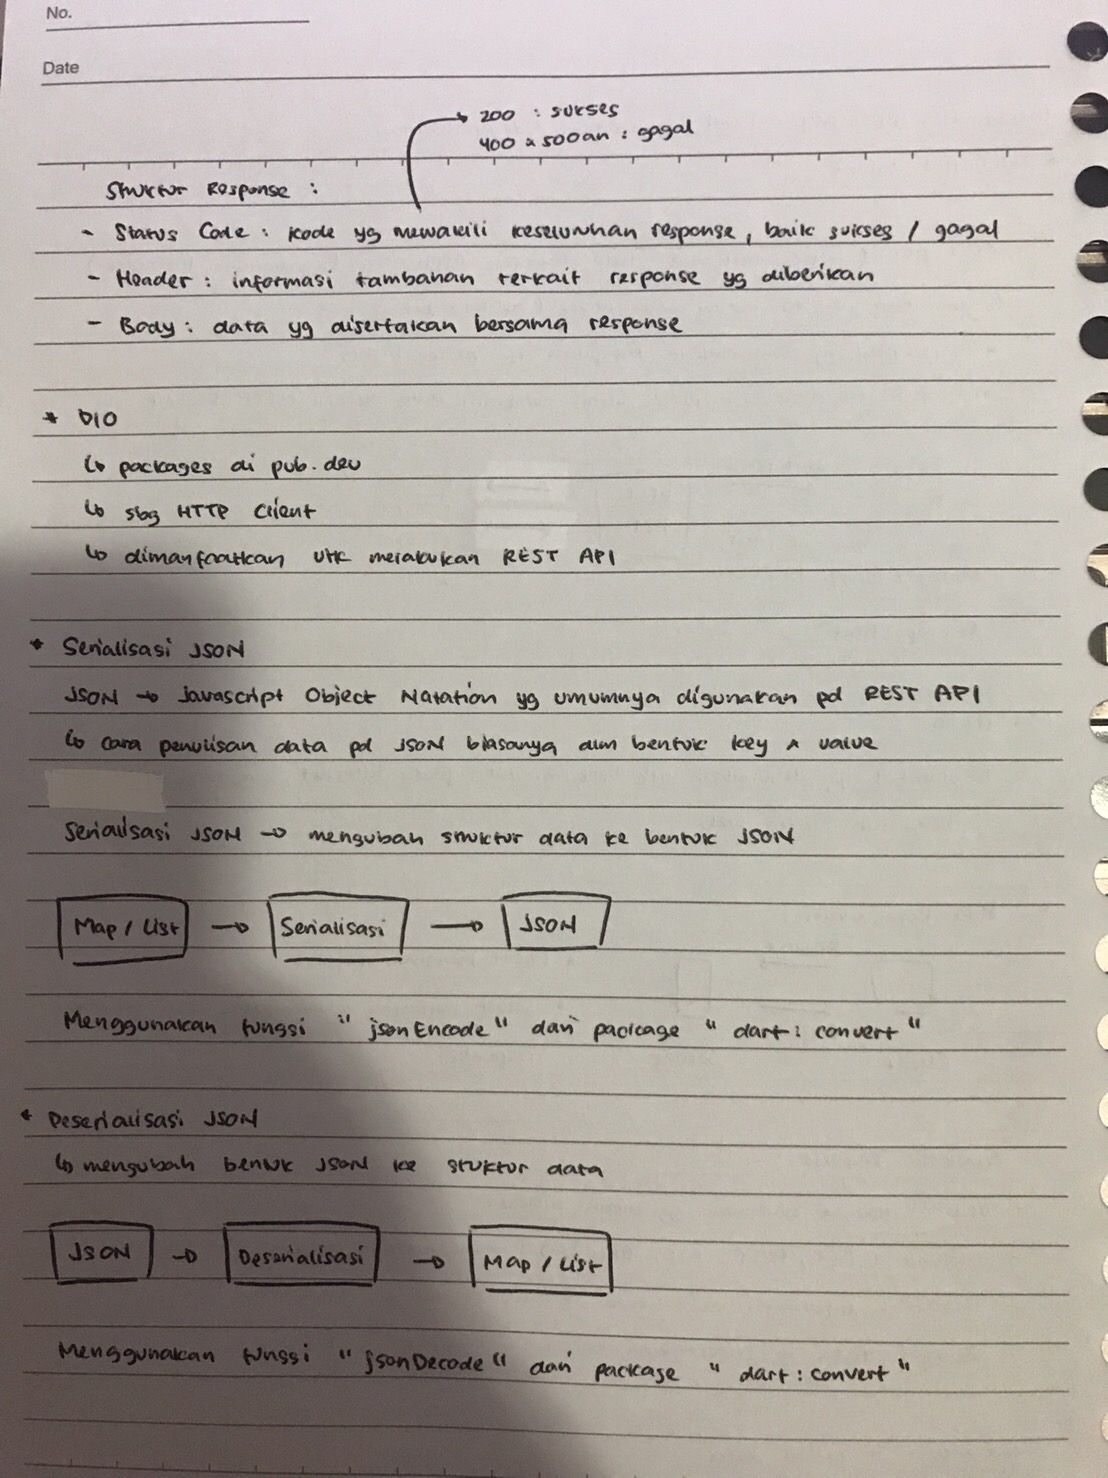 No.
Date
→ 200 : sukses
400 & 500an : gagal
Struktur Response :
- Status Code : kode yg mewakili keseluruhan response, baik sukses / gagal
- Header : informasi tambahan terkait response yg diberikan
- Body : data yg disertakan bersama response
* DIO
↳ packages di pub.dev
↳ sbg HTTP Client
↳ dimanfaatkan utk melakukan REST API
* Serialisasi JSON
JSON → Javascript Object Notation yg umumnya digunakan pd REST API
↳ cara penulisan data pd JSON biasanya dlm bentuk key & value
Serialisasi JSON → mengubah struktur data ke bentuk JSON
Map / List → Serialisasi → JSON
Menggunakan fungsi "jsonEncode" dari package "dart : convert"
* Deserialisasi JSON
↳ mengubah bentuk JSON ke stuktur data
JSON → Deserialisasi → Map / List
Menggunakan fungsi "jsonDecode" dari package "dart : convert"